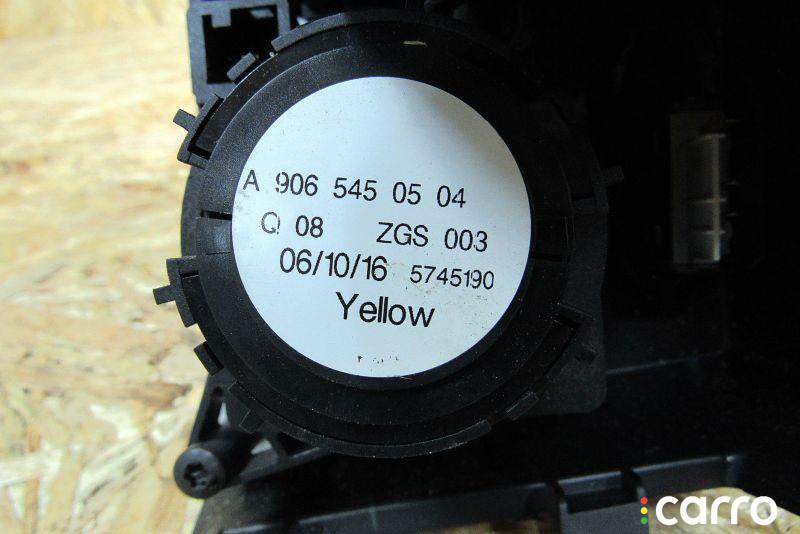 A 906 545 05 04
Q 08 ZGS 003
06/10/16 5745190
Yellow
carro